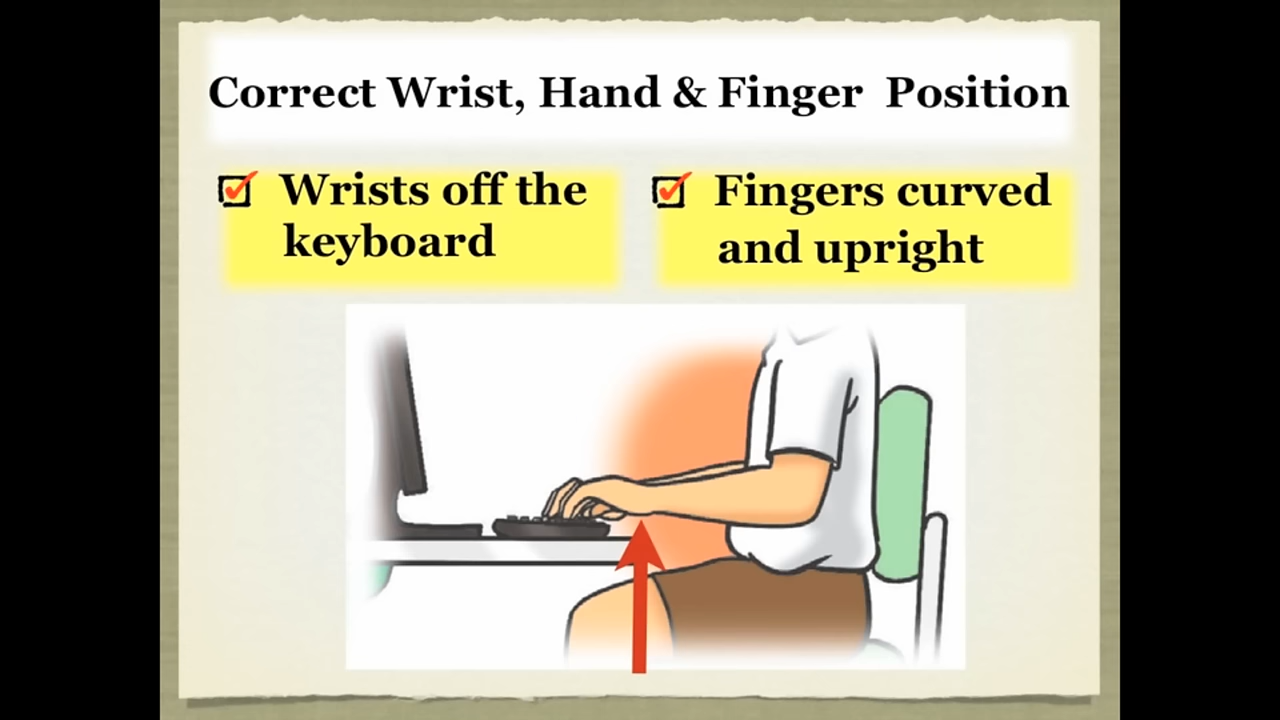 Correct Wrist, Hand & Finger Position
Wrists off the
keyboard
Fingers curved
and upright